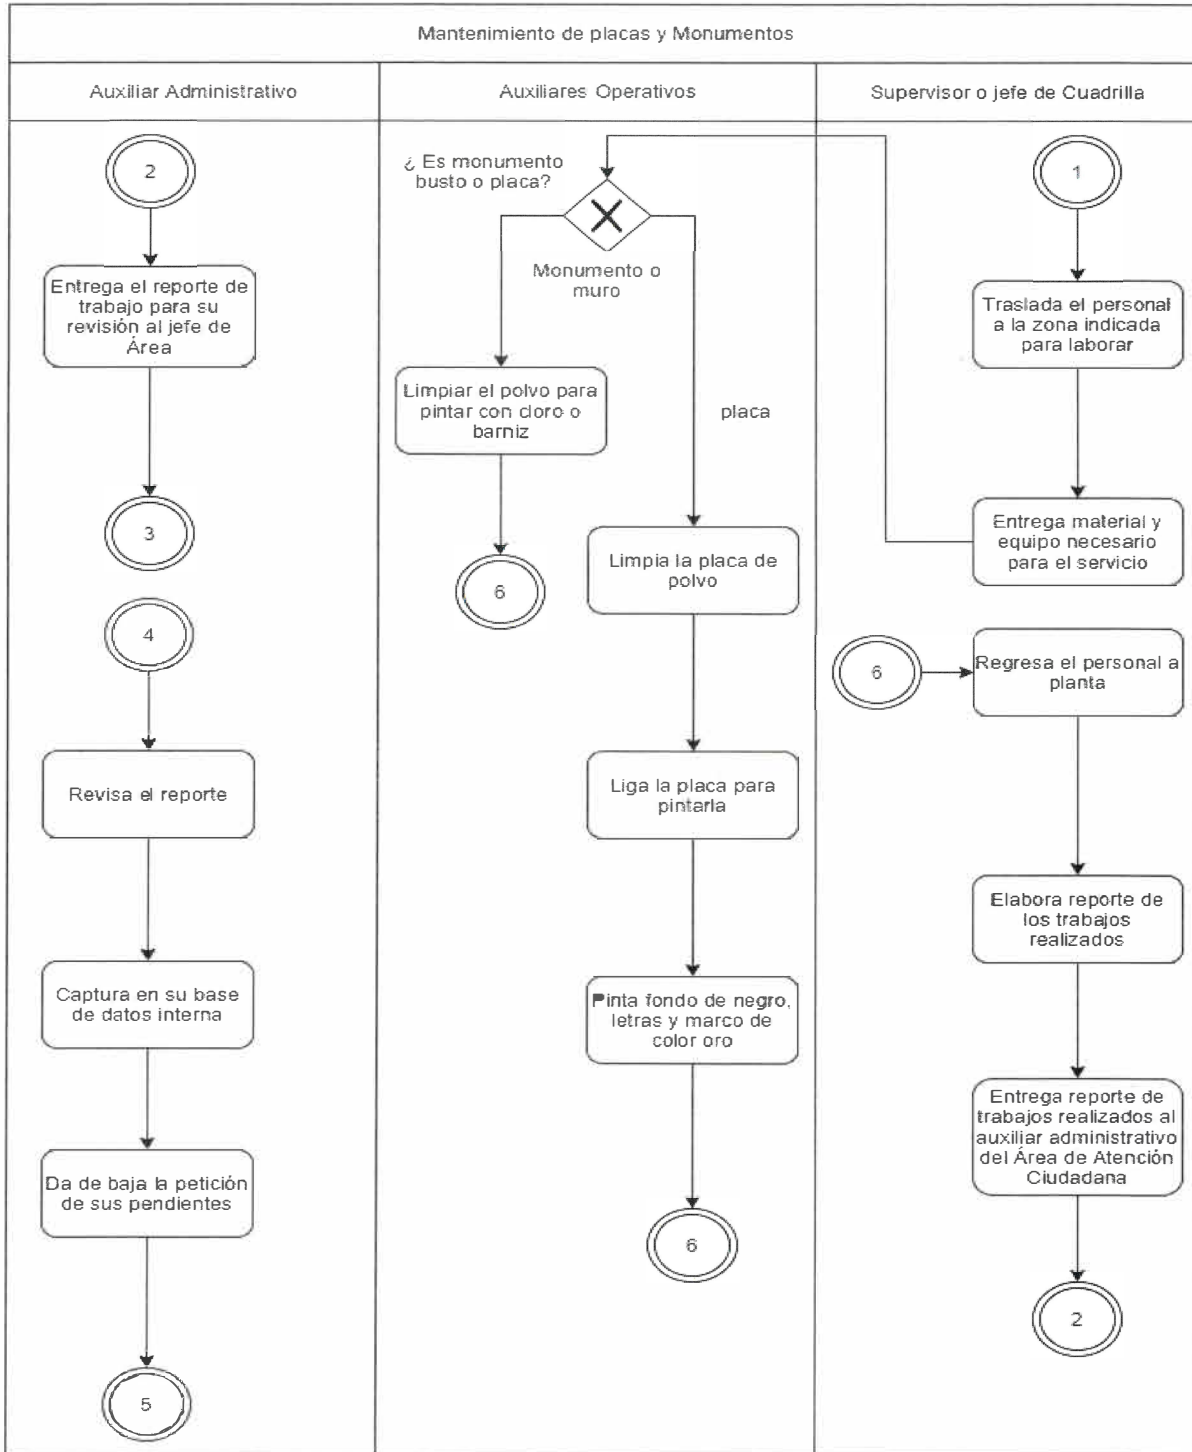 Mantenimiento de placas y Monumentos
Auxiliar Administrativo
Auxiliares Operativos
Supervisor o jefe de Cuadrilla
2
Entrega el reporte de
trabajo para su
revisión al jefe de
Área
3
4
Revisa el reporte
Captura en su base
de datos interna
Da de baja la petición
de sus pendientes
5
¿ Es monumento
busto o placa?
Monumento o
muro
Limpiar el polvo para
pintar con cloro o
barniz
6
placa
Limpia la placa de
polvo
Liga la placa para
pintarla
Pinta fondo de negro,
letras y marco de
color oro
6
1
Traslada el personal
a la zona indicada
para laborar
Entrega material y
equipo necesario
para el servicio
6
Regresa el personal a
planta
Elabora reporte de
los trabajos
realizados
Entrega reporte de
trabajos realizados al
auxiliar administrativo
del Área de Atención
Ciudadana
2